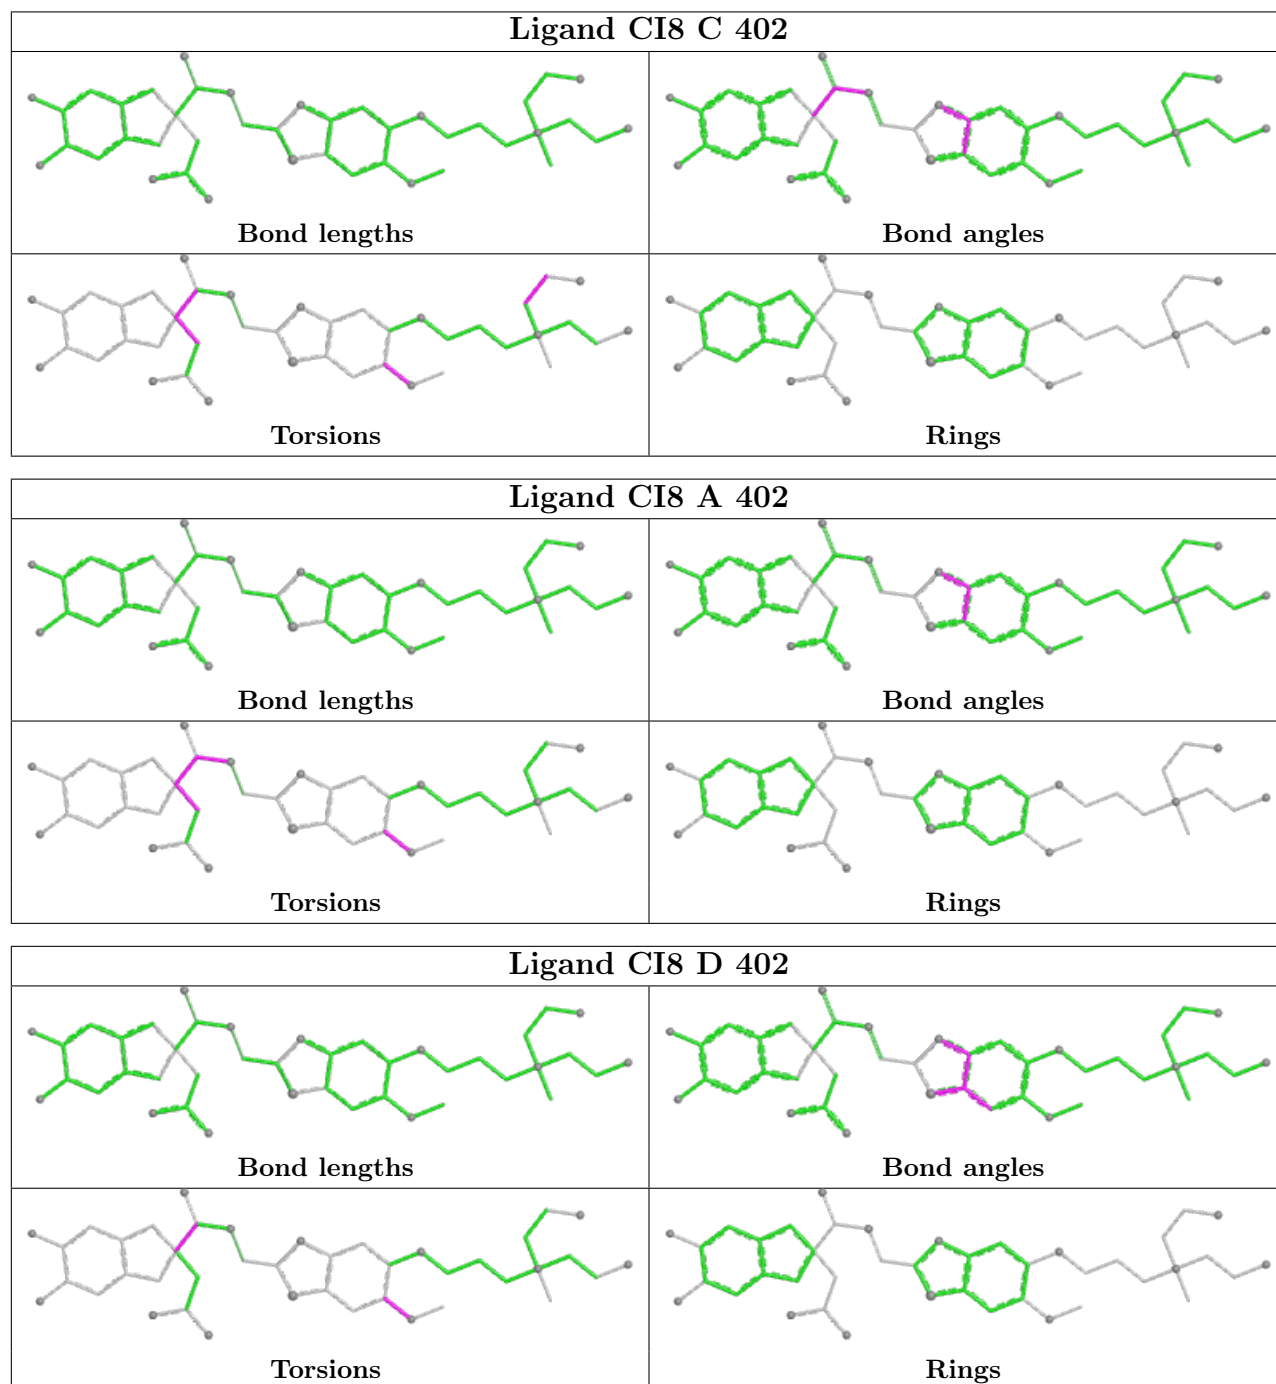 Ligand CI8 C 402
Bond lengths
Bond angles
Torsions
Rings
Ligand CI8 A 402
Bond lengths
Bond angles
Torsions
Rings
Ligand CI8 D 402
Bond lengths
Bond angles
Torsions
Rings